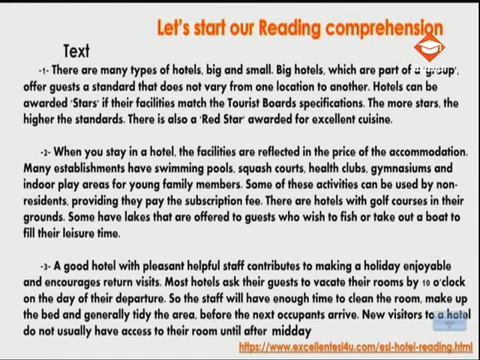 Let's start our Reading comprehension
Text
-1- There are many types of hotels, big and small. Big hotels, which are part of a 'group',
offer guests a standard that does not vary from one location to another. Hotels can be
awarded 'Stars' if their facilities match the Tourist Boards specifications. The more stars, the
higher the standards. There is also a 'Red Star' awarded for excellent cuisine.
-2- When you stay in a hotel, the facilities are reflected in the price of the accommodation.
Many establishments have swimming pools, squash courts, health clubs, gymnasiums and
indoor play areas for young family members. Some of these activities can be used by non-
residents, providing they pay the subscription fee. There are hotels with golf courses in their
grounds. Some have lakes that are offered to guests who wish to fish or take out a boat to
fill their leisure time.
-3- A good hotel with pleasant helpful staff contributes to making a holiday enjoyable
and encourages return visits. Most hotels ask their guests to vacate their rooms by 10 o'clock
on the day of their departure. So the staff will have enough time to clean the room, make up
the bed and generally tidy the area, before the next occupants arrive. New visitors to a hotel
do not usually have access to their room until after midday
https://www.excellentesl4u.com/esl-hotel-reading.html